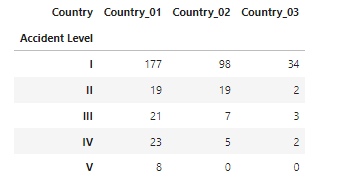 Country Country_01 Country_02 Country_03
Accident Level
I 177 98 34
II 19 19 2
III 21 7 3
IV 23 5 2
V 8 0 0